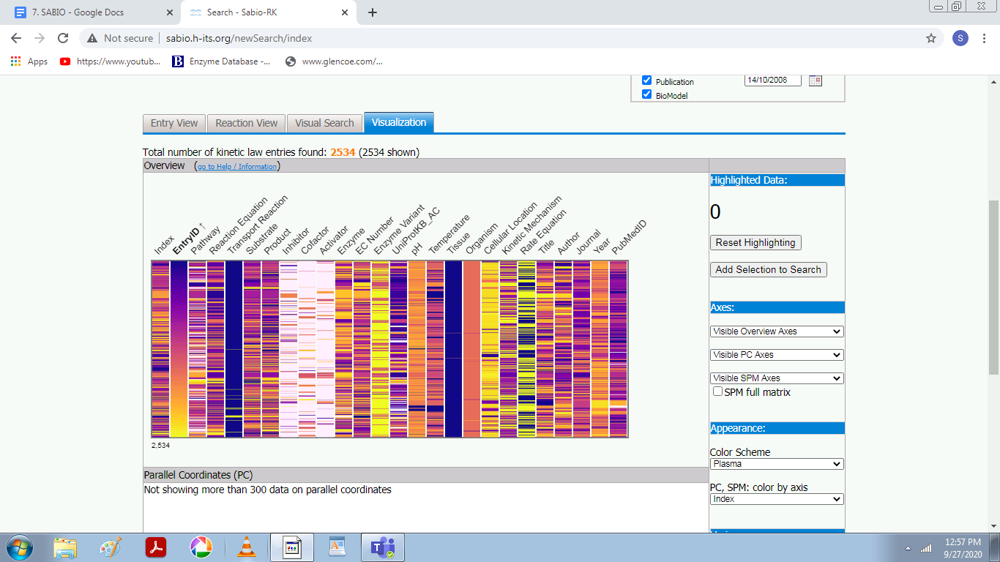 7. SABIO - Google Docs
Search - Sabio-RK
Not secure
sabio.h-its.org/newSearch/index
S
Apps
https://www.youtub...
B
Enzyme Database -...
www.glencoe.com/...
Publication
14/10/2008
BioModel
Entry View
Reaction View
Visual Search
Visualization
Total number of kinetic law entries found: 2534 (2534 shown)
Overview (go to Help / Information)
Index
EntryID ↑
Pathway
Reaction Equation
Transport Reaction
Substrate
Product
Inhibitor
Cofactor
Activator
Enzyme
EC Number
Enzyme Variant
UniProtKB_AC
pH
Temperature
Tissue
Organism
Cellular Location
Kinetic Mechanism
Rate Equation
Title
Author
Journal
Year
PubMedID
2,534
Highlighted Data:
0
Reset Highlighting
Add Selection to Search
Axes:
Visible Overview Axes
Visible PC Axes
Visible SPM Axes
SPM full matrix
Appearance:
Color Scheme
Plasma
PC, SPM: color by axis
Index
Parallel Coordinates (PC)
Not showing more than 300 data on parallel coordinates
12:57 PM
9/27/2020